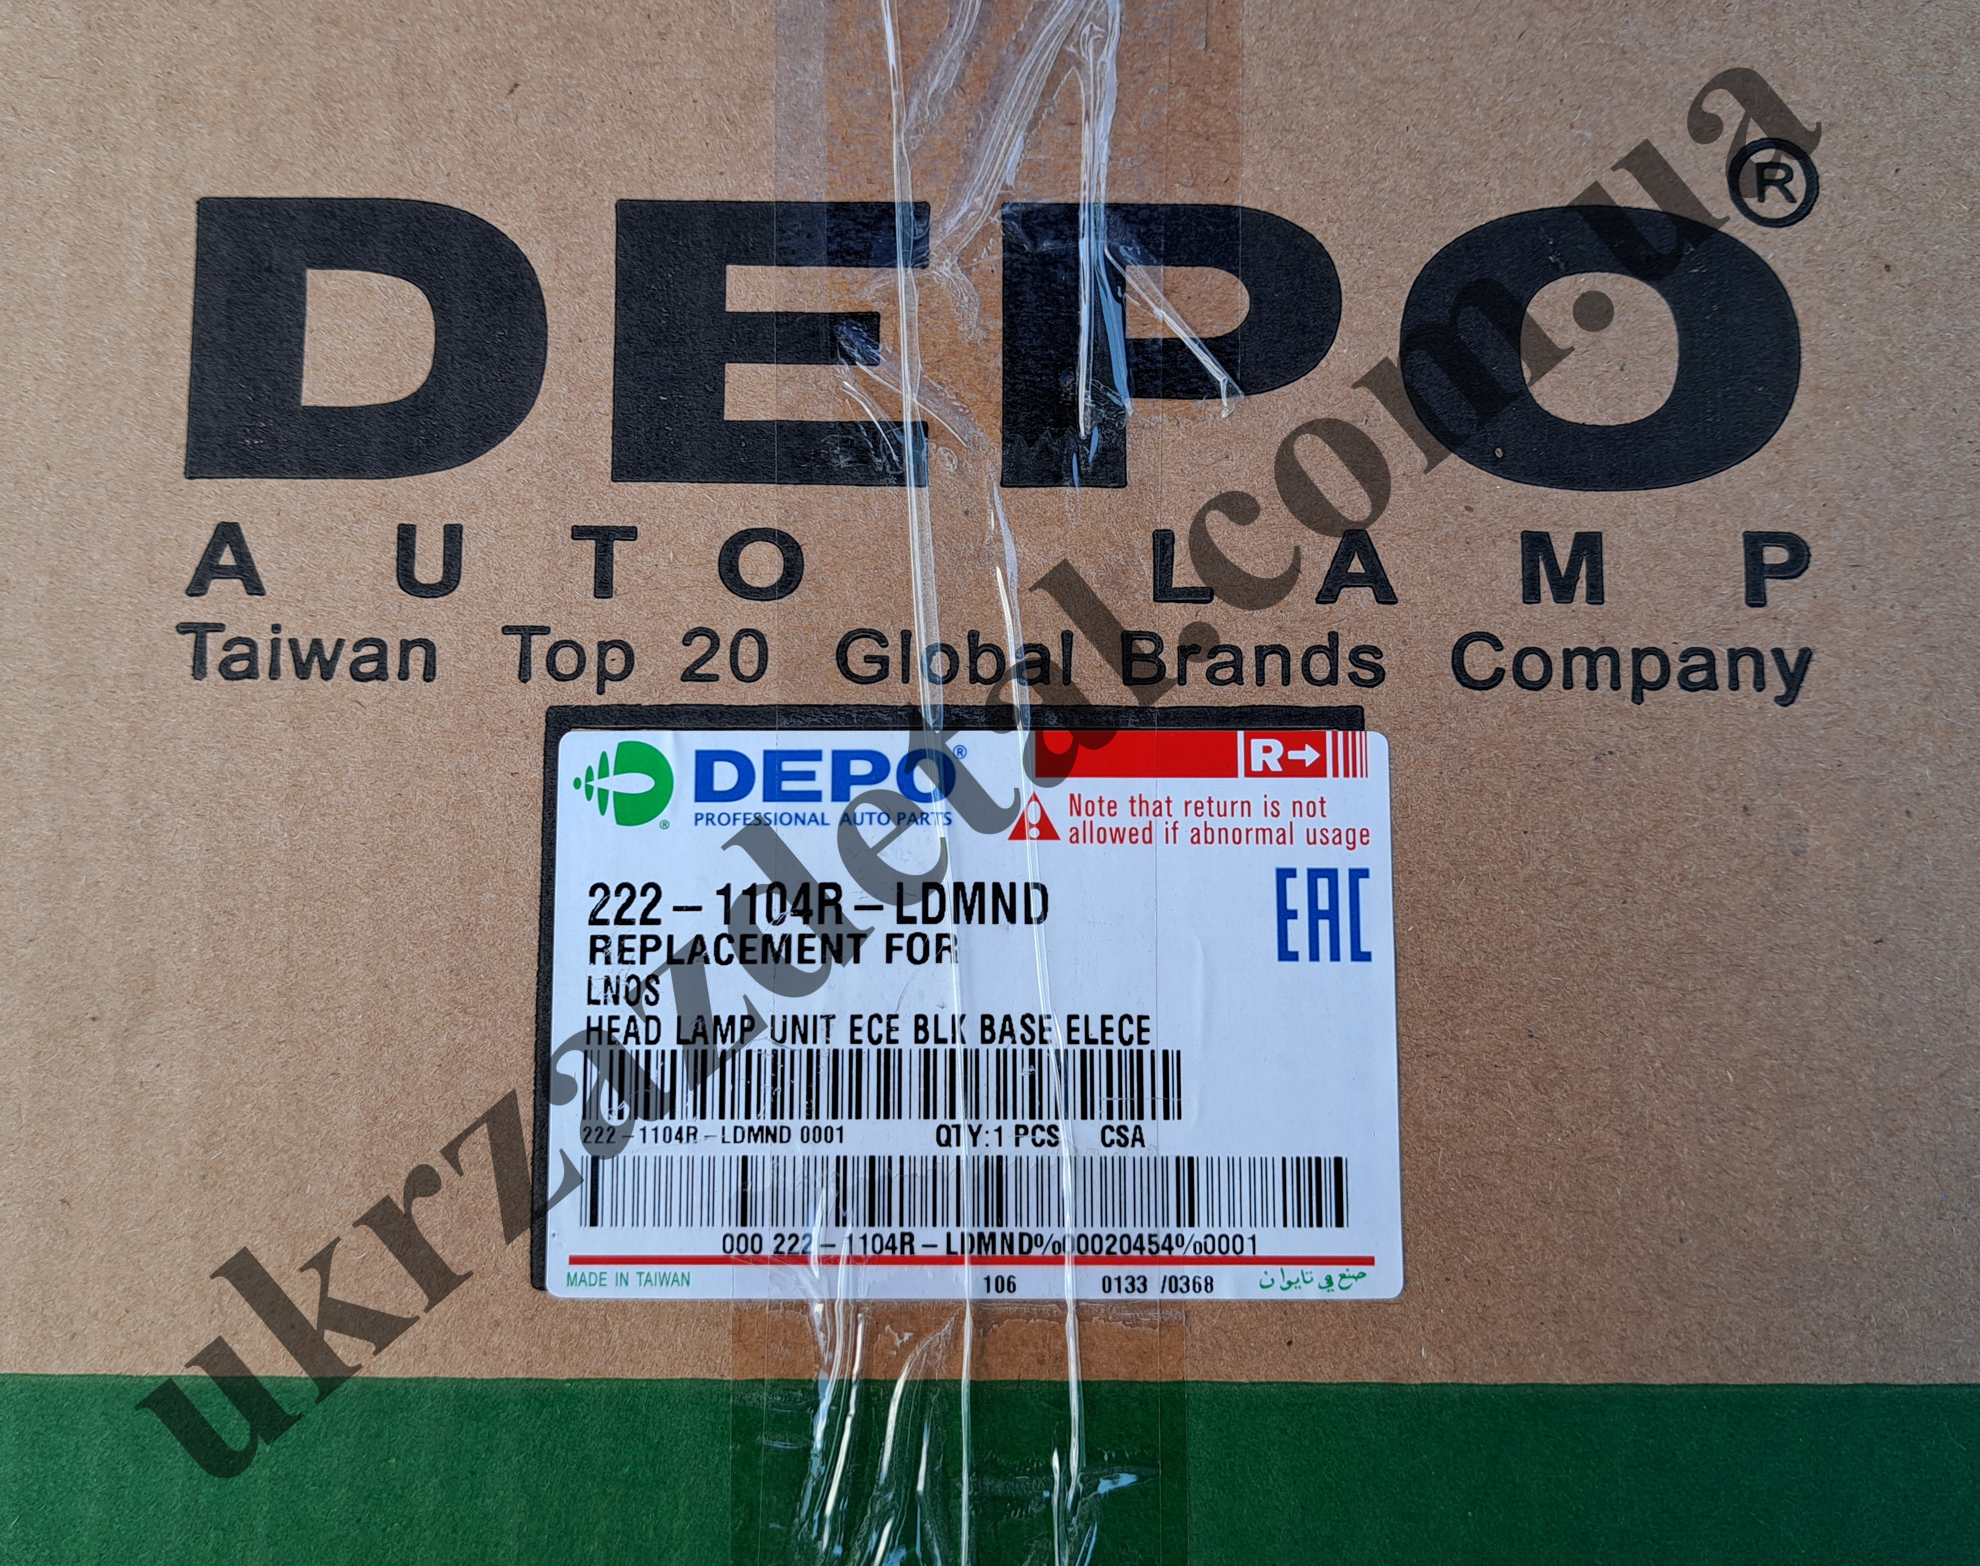 DEPO®
AUTO LAMP
Taiwan Top 20 Global Brands Company
DEPO®
PROFESSIONAL AUTO PARTS
®
R→
Note that return is not
allowed if abnormal usage
222-1104R-LDMND
REPLACEMENT FOR
LNOS
HEAD LAMP UNIT ECE BLK BASE ELECE
EAC
222-1104R-LDMND 0001 QTY:1 PCS CSA
000 222-1104R-LDMND%00020454%0001
MADE IN TAIWAN 106 0133 /0368 صنع في تايوان
ukrzazdetal.com.ua